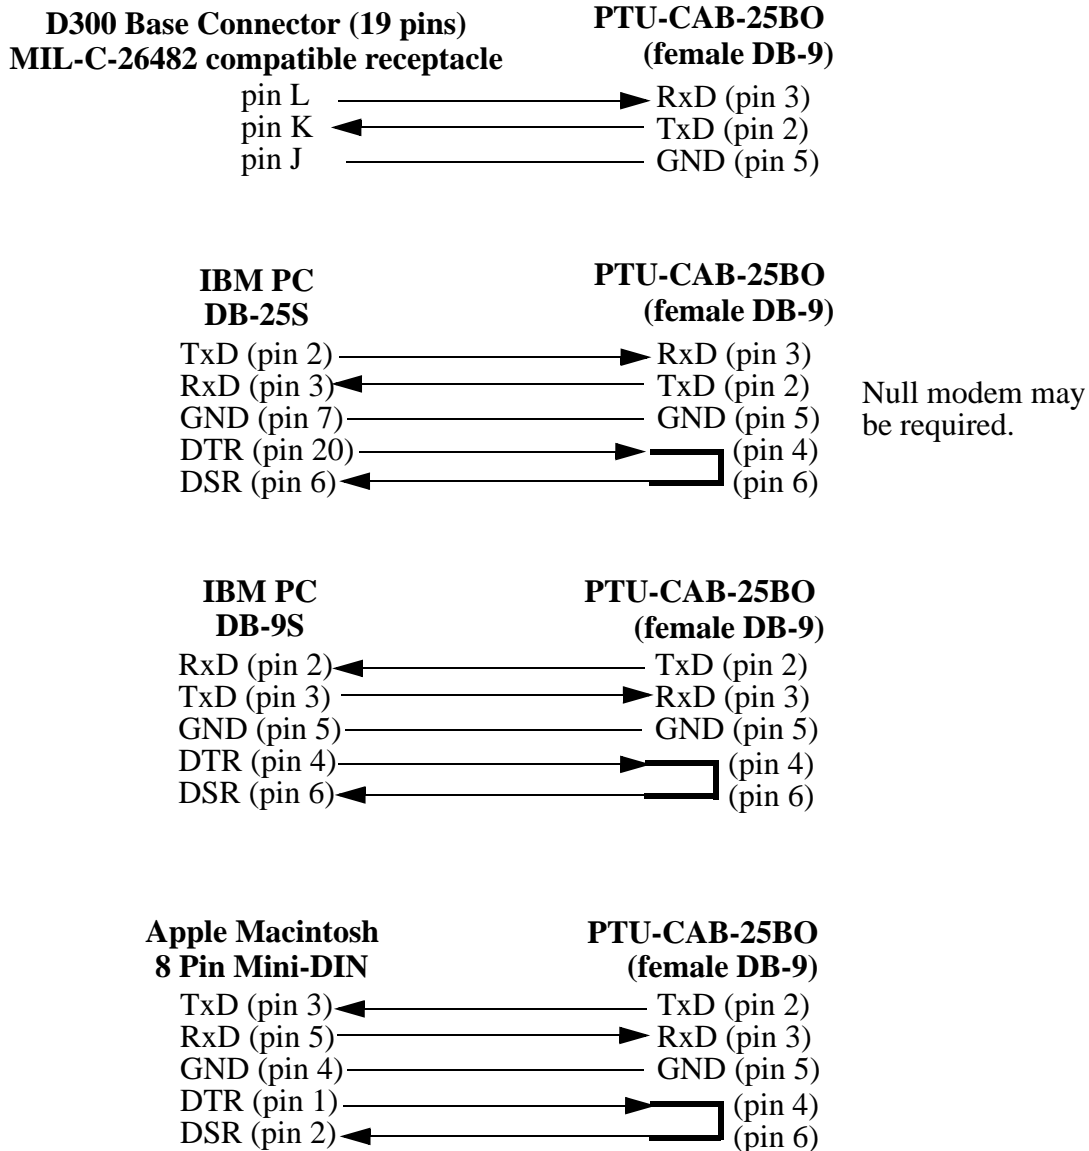 D300 Base Connector (19 pins)
MIL-C-26482 compatible receptacle
PTU-CAB-25BO
(female DB-9)
pin L RxD (pin 3)
pin K TxD (pin 2)
pin J GND (pin 5)
IBM PC
DB-25S
PTU-CAB-25BO
(female DB-9)
TxD (pin 2) RxD (pin 3)
RxD (pin 3) TxD (pin 2)
GND (pin 7) GND (pin 5)
DTR (pin 20) (pin 4)
DSR (pin 6) (pin 6)
Null modem may
be required.
IBM PC
DB-9S
PTU-CAB-25BO
(female DB-9)
RxD (pin 2) TxD (pin 2)
TxD (pin 3) RxD (pin 3)
GND (pin 5) GND (pin 5)
DTR (pin 4) (pin 4)
DSR (pin 6) (pin 6)
Apple Macintosh
8 Pin Mini-DIN
PTU-CAB-25BO
(female DB-9)
TxD (pin 3) TxD (pin 2)
RxD (pin 5) RxD (pin 3)
GND (pin 4) GND (pin 5)
DTR (pin 1) (pin 4)
DSR (pin 2) (pin 6)